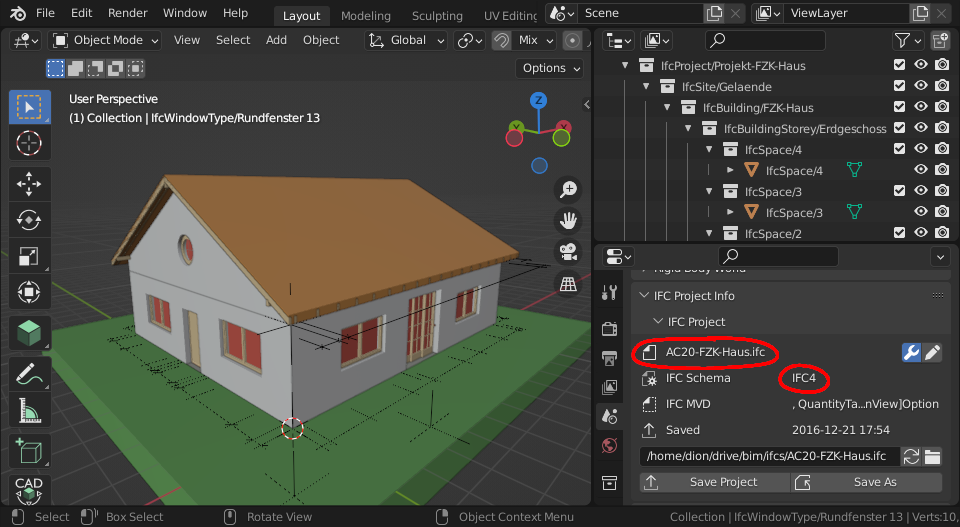 File Edit Render Window Help Layout Modeling Sculpting UV Editing Scene ViewLayer
Object Mode View Select Add Object Global Mix
Options
User Perspective
(1) Collection | IfcWindowType/Rundfenster 13
Z
Y
X
CAD
IfcProject/Projekt-FZK-Haus
IfcSite/Gelaende
IfcBuilding/FZK-Haus
IfcBuildingStorey/Erdgeschoss
IfcSpace/4
IfcSpace/4
IfcSpace/3
IfcSpace/3
IfcSpace/2
Rigid Body World
IFC Project Info
IFC Project
AC20-FZK-Haus.ifc
IFC Schema IFC4
IFC MVD , QuantityTa...nView]Option
Saved 2016-12-21 17:54
/home/dion/drive/bim/ifcs/AC20-FZK-Haus.ifc
Save Project Save As
Select Box Select Rotate View Object Context Menu Collection | IfcWindowType/Rundfenster 13 | Verts:10,